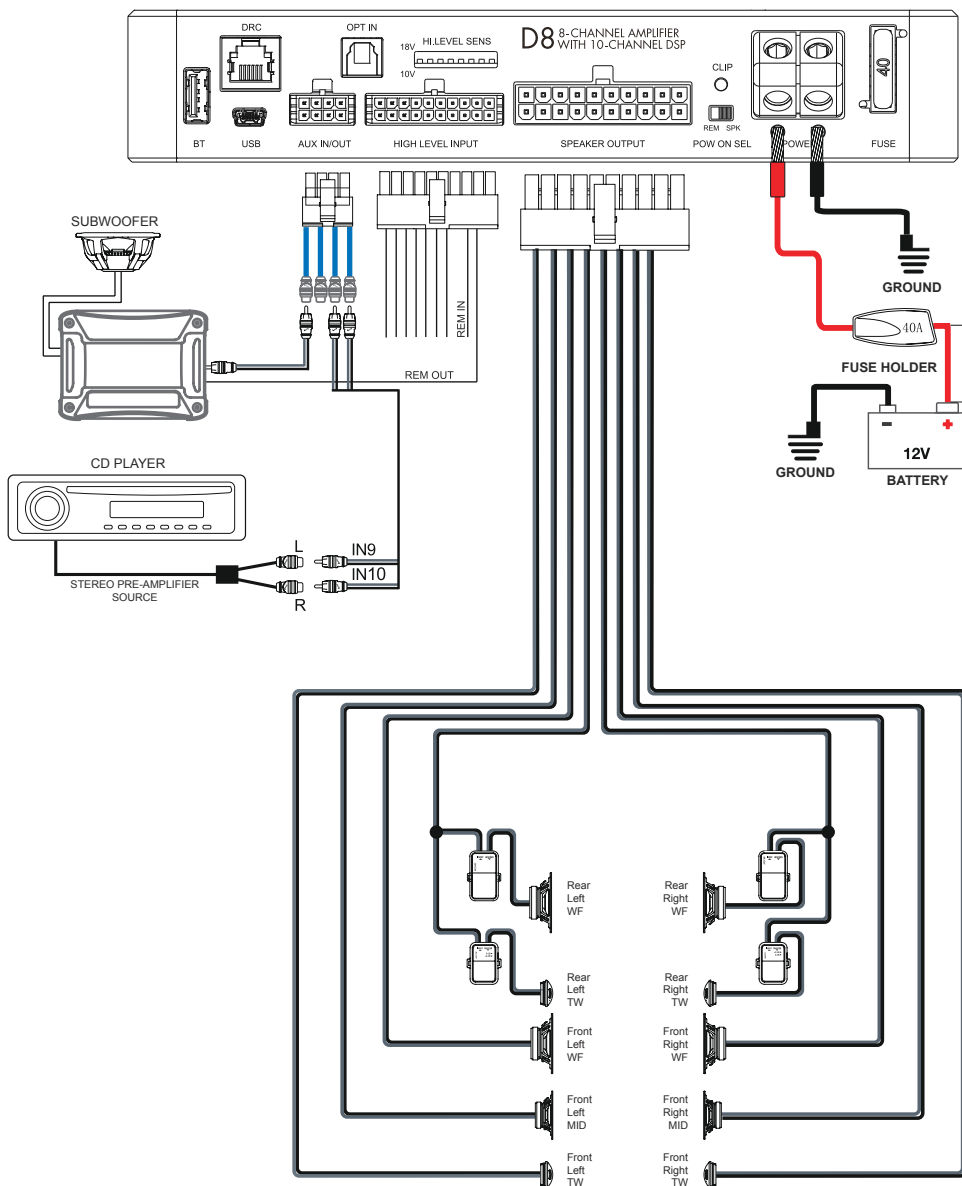 DRC
OPT IN
HI.LEVEL SENS
18V
10V
D8 8-CHANNEL AMPLIFIER
WITH 10-CHANNEL DSP
CLIP
40
REM SPK
BT
USB
AUX IN/OUT
HIGH LEVEL INPUT
SPEAKER OUTPUT
POW ON SEL
POWER
FUSE
SUBWOOFER
REM IN
REM OUT
GROUND
40A
FUSE HOLDER
GROUND
-
+
12V
BATTERY
CD PLAYER
L
IN9
IN10
R
STEREO PRE-AMPLIFIER
SOURCE
Rear
Left
WF
Rear
Right
WF
Rear
Left
TW
Rear
Right
TW
Front
Left
WF
Front
Right
WF
Front
Left
MID
Front
Right
MID
Front
Left
TW
Front
Right
TW